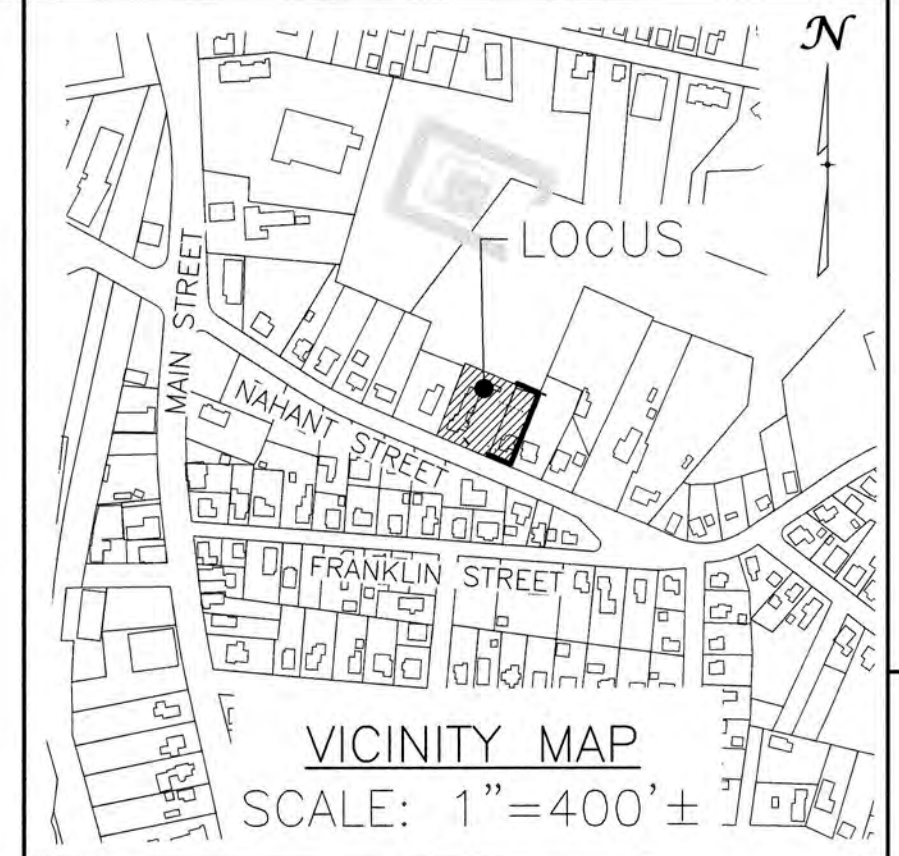 N
LOCUS
MAIN STREET
NAHANT STREET
FRANKLIN STREET
VICINITY MAP
SCALE: 1"=400'±